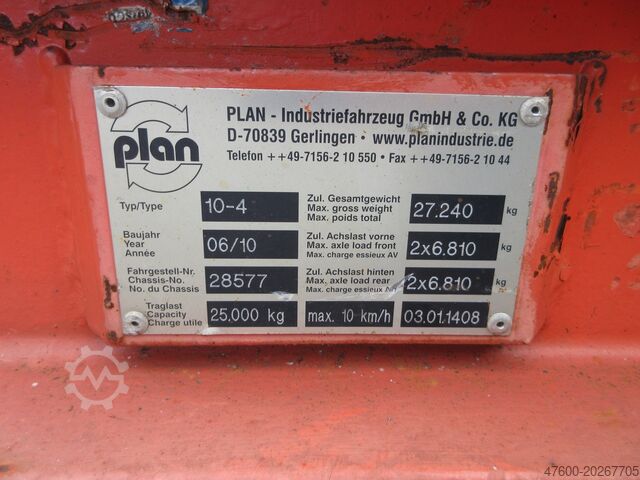 PLAN - Industriefahrzeug GmbH & Co. KG
D-70839 Gerlingen • www.planindustrie.de
Telefon ++49-7156-2 10 550 • Fax ++49-7156-2 10 44
plan
Typ/Type 10-4
Zul. Gesamtgewicht
Max. gross weight
Max. poids total
27.240 kg
Baujahr
Year
Année
06/10
Zul. Achslast vorne
Max. axle load front
Max. charge essieux AV
2x6.810 kg
Fahrgestell-Nr.
Chassis-No.
No. du Chassis
28577
Zul. Achslast hinten
Max. axle load rear
Max. charge essieux
2x6.810 kg
Traglast
Capacity
Charge utile
25.000 kg
max. 10 km/h
03.01.1408
47600-20267705